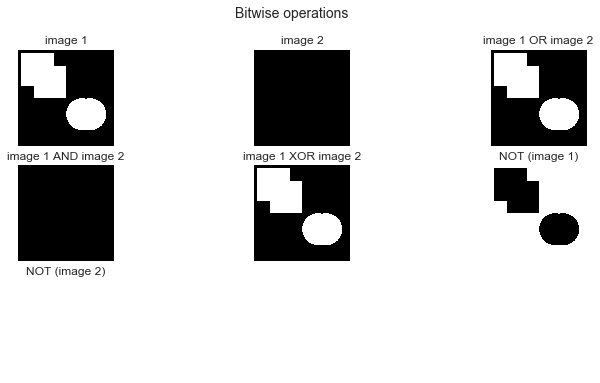 Bitwise operations
image 1
image 2
image 1 OR image 2
image 1 AND image 2
image 1 XOR image 2
NOT (image 1)
NOT (image 2)